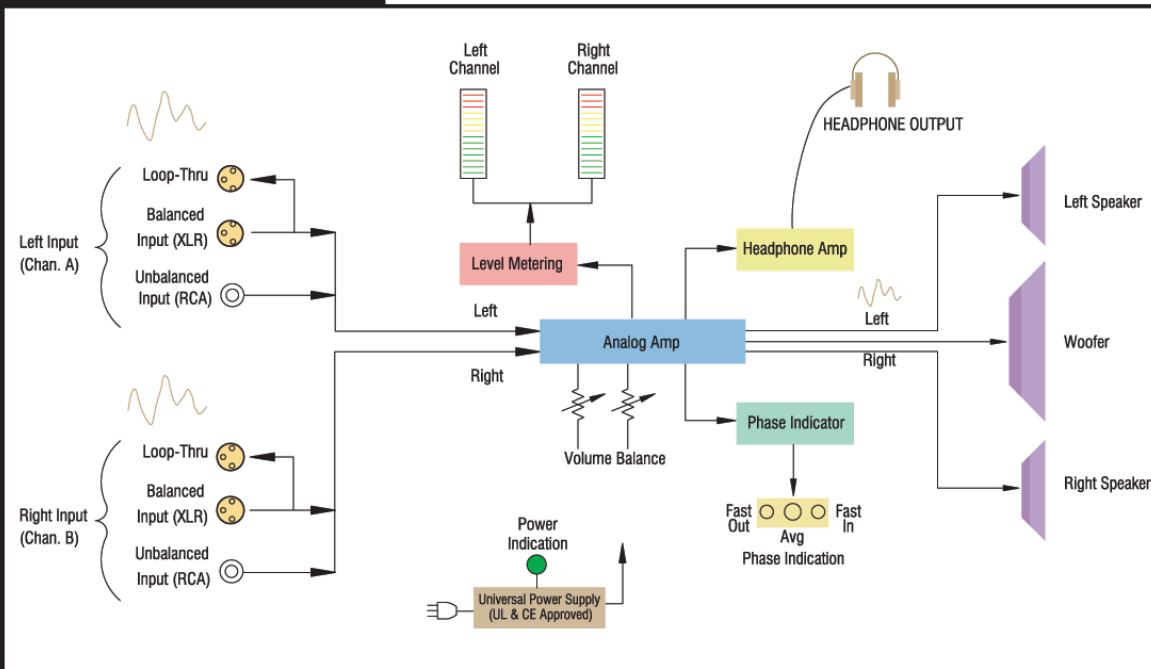 Left
Channel
Right
Channel
HEADPHONE OUTPUT
Loop-Thru
Balanced
Input (XLR)
Unbalanced
Input (RCA)
Left Input
(Chan. A)
Level Metering
Headphone Amp
Left Speaker
Left
Left
Analog Amp
Woofer
Right
Right
Volume Balance
Phase Indicator
Fast
Out
Avg
Fast
In
Phase Indication
Right Speaker
Loop-Thru
Balanced
Input (XLR)
Unbalanced
Input (RCA)
Right Input
(Chan. B)
Power
Indication
Universal Power Supply
(UL & CE Approved)